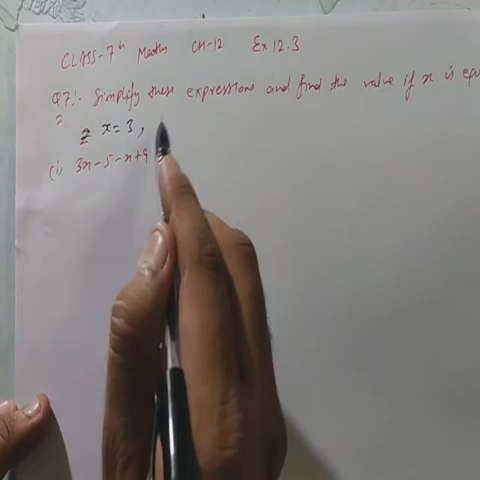 CLASS-7th Maths CH-12 Ex 12.3
Q7:- Simplify these expressions and find the value if x is
= x=3,
(i) 3x-5-x+9